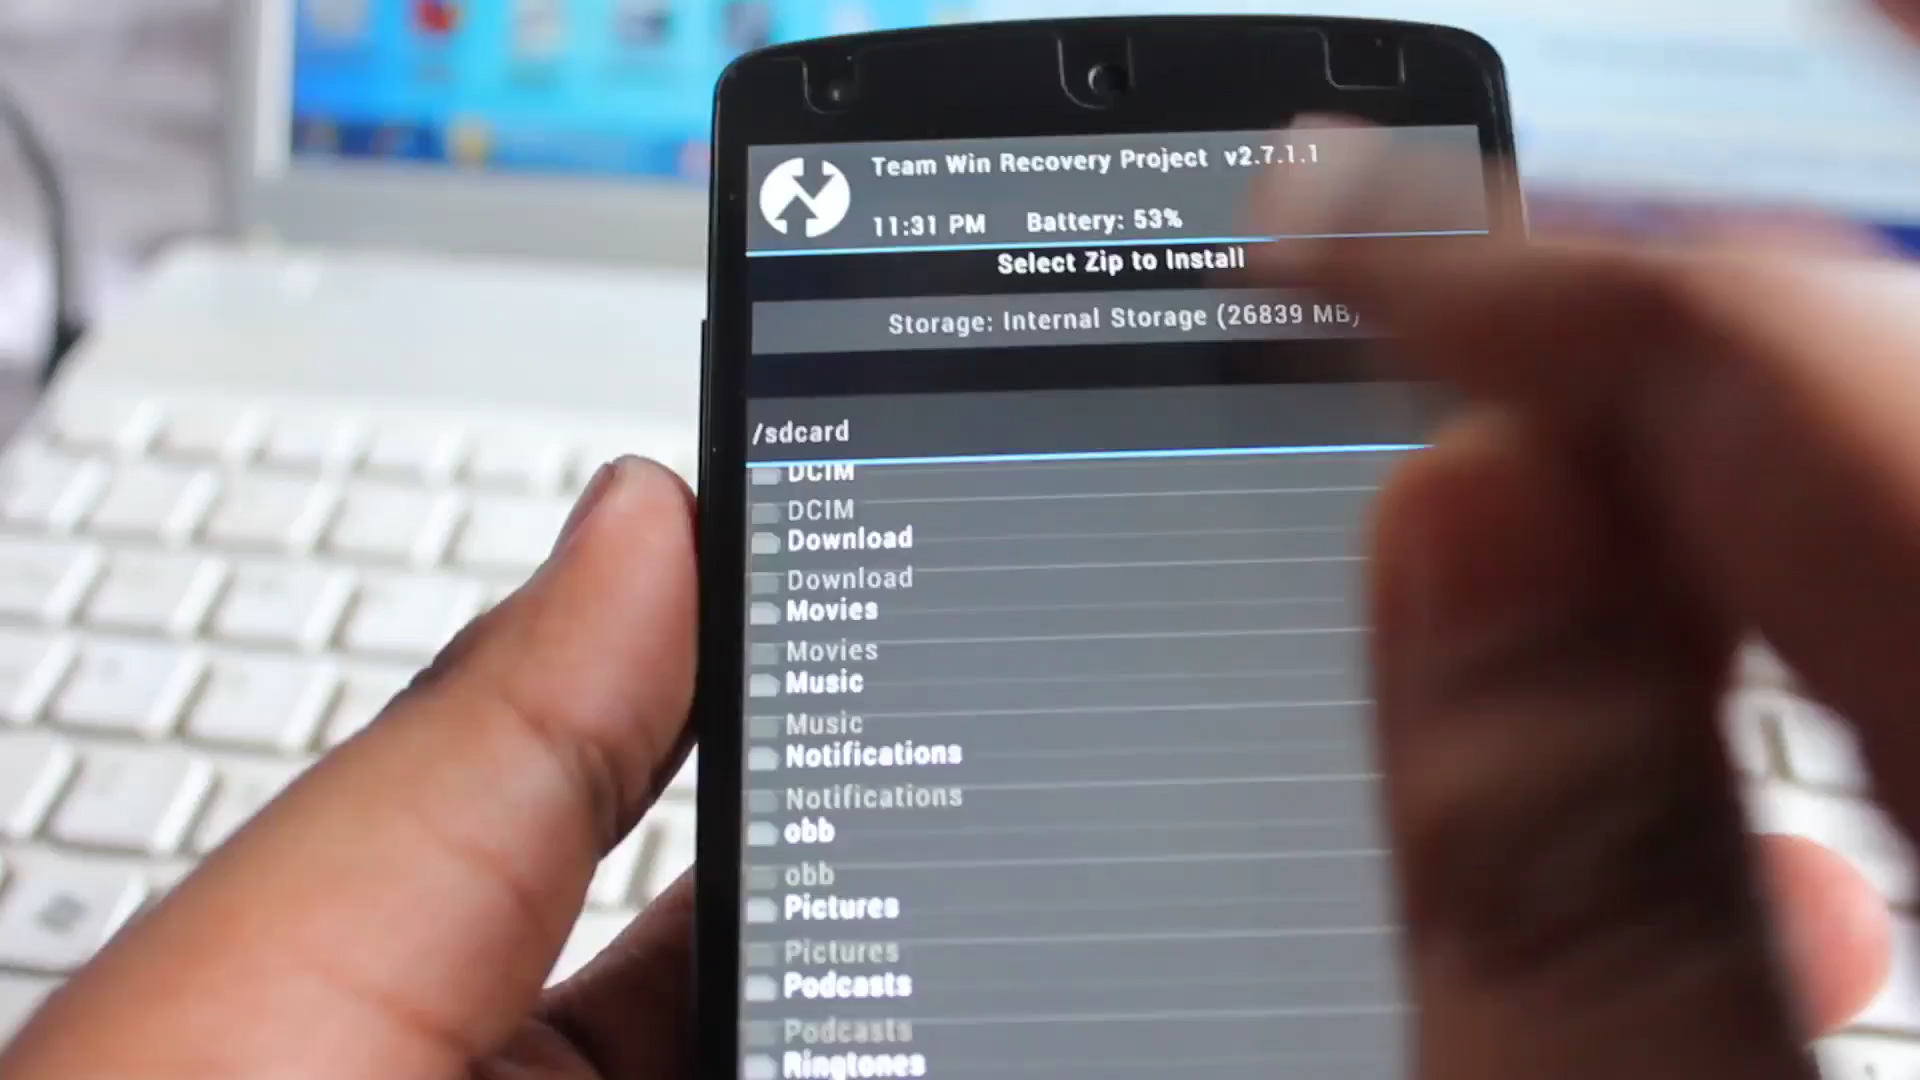 Team Win Recovery Project v2.7.1.1
11:31 PM Battery: 53%
Select Zip to Install
Storage: Internal Storage (26839 MB)
/sdcard
DCIM
DCIM
Download
Download
Movies
Movies
Music
Music
Notifications
Notifications
obb
obb
Pictures
Pictures
Podcasts
Podcasts
Ringtones